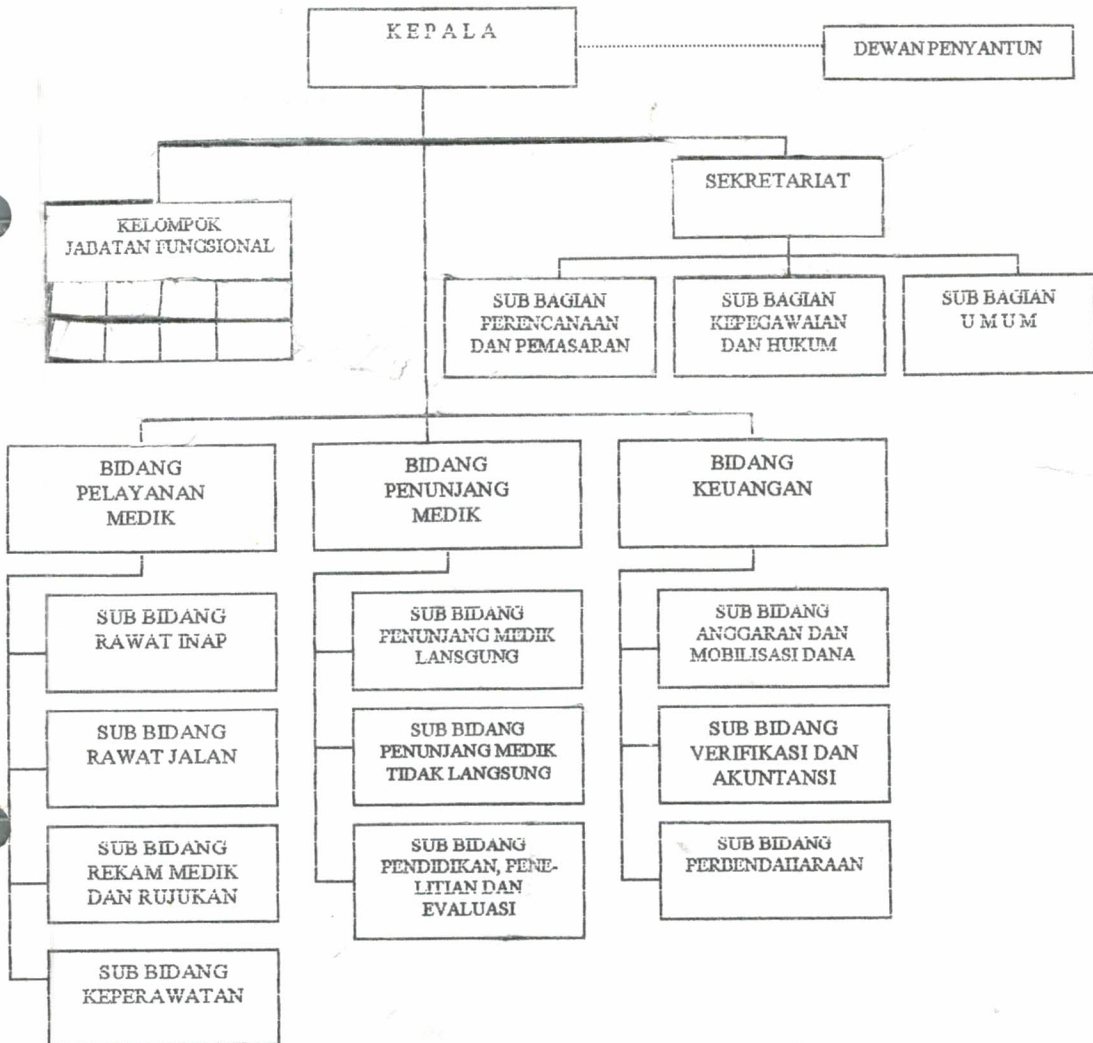 K E P A L A
DEWAN PENYANTUN
SEKRETARIAT
KELOMPOK
JABATAN FUNGSIONAL
SUB BAGIAN
PERENCANAAN
DAN PEMASARAN
SUB BAGIAN
KEPEGAWAIAN
DAN HUKUM
SUB BAGIAN
U M U M
BIDANG
PELAYANAN
MEDIK
BIDANG
PENUNJANG
MEDIK
BIDANG
KEUANGAN
SUB BIDANG
RAWAT INAP
SUB BIDANG
PENUNJANG MEDIK
LANSGUNG
SUB BIDANG
ANGGARAN DAN
MOBILISASI DANA
SUB BIDANG
RAWAT JALAN
SUB BIDANG
PENUNJANG MEDIK
TIDAK LANGSUNG
SUB BIDANG
VERIFIKASI DAN
AKUNTANSI
SUB BIDANG
REKAM MEDIK
DAN RUJUKAN
SUB BIDANG
PENDIDIKAN, PENE-
LITIAN DAN
EVALUASI
SUB BIDANG
PERBENDAHARAAN
SUB BIDANG
KEPERAWATAN